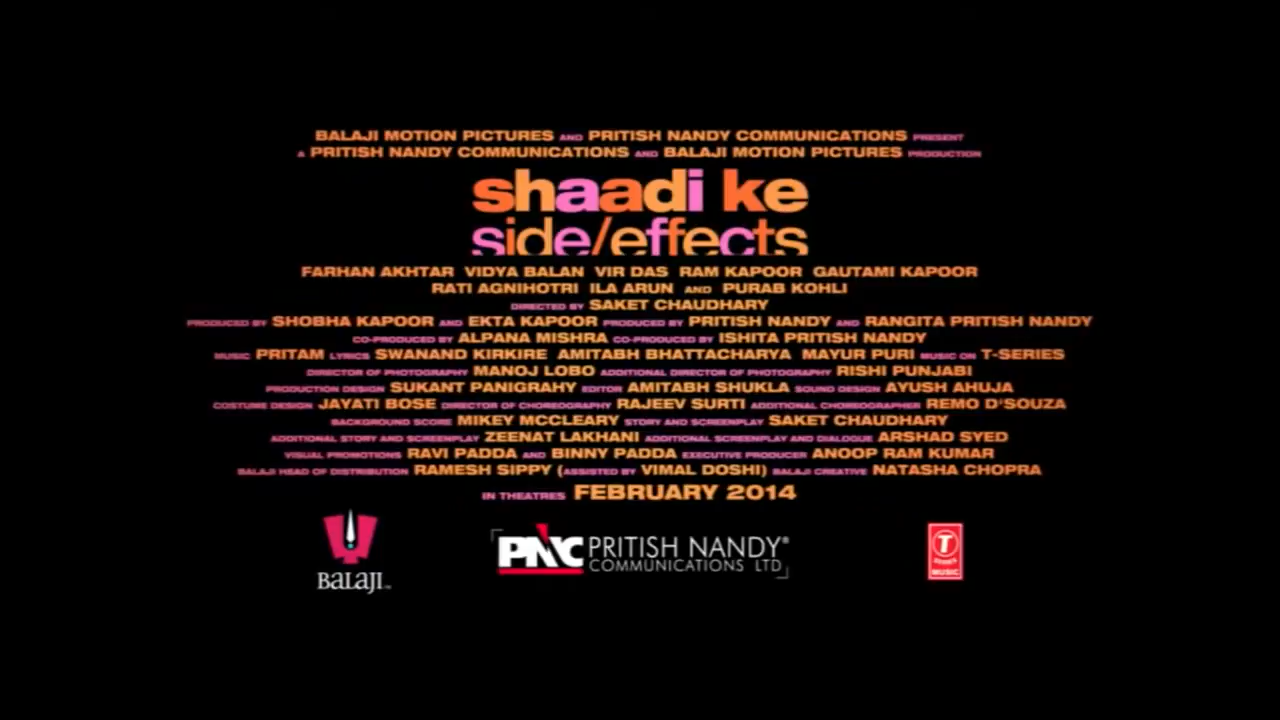 BALAJI MOTION PICTURES AND PRITISH NANDY COMMUNICATIONS PRESENT
A PRITISH NANDY COMMUNICATIONS AND BALAJI MOTION PICTURES PRODUCTION
shaadi ke
side/effects
FARHAN AKHTAR VIDYA BALAN VIR DAS RAM KAPOOR GAUTAMI KAPOOR
RATI AGNIHOTRI ILA ARUN AND PURAB KOHLI
DIRECTED BY SAKET CHAUDHARY
PRODUCED BY SHOBHA KAPOOR AND EKTA KAPOOR PRODUCED BY PRITISH NANDY AND RANGITA PRITISH NANDY
CO-PRODUCED BY ALPANA MISHRA CO-PRODUCED BY ISHITA PRITISH NANDY
MUSIC PRITAM LYRICS SWANAND KIRKIRE AMITABH BHATTACHARYA MAYUR PURI MUSIC ON T-SERIES
DIRECTOR OF PHOTOGRAPHY MANOJ LOBO ADDITIONAL DIRECTOR OF PHOTOGRAPHY RISHI PUNJABI
PRODUCTION DESIGN SUKANT PANIGRAHY EDITOR AMITABH SHUKLA SOUND DESIGN AYUSH AHUJA
COSTUME DESIGN JAYATI BOSE DIRECTOR OF CHOREOGRAPHY RAJEEV SURTI ADDITIONAL CHOREOGRAPHER REMO D'SOUZA
BACKGROUND SCORE MIKEY MCCLEARY STORY AND SCREENPLAY SAKET CHAUDHARY
ADDITIONAL STORY AND SCREENPLAY ZEENAT LAKHANI ADDITIONAL SCREENPLAY AND DIALOGUE ARSHAD SYED
VISUAL PROMOTIONS RAVI PADDA AND BINNY PADDA EXECUTIVE PRODUCER ANOOP RAM KUMAR
BALAJI HEAD OF DISTRIBUTION RAMESH SIPPY (ASSISTED BY VIMAL DOSHI) BALAJI CREATIVE NATASHA CHOPRA
IN THEATRES FEBRUARY 2014
BALAJI
PNC PRITISH NANDY®
COMMUNICATIONS LTD
T
SERIES
MUSIC